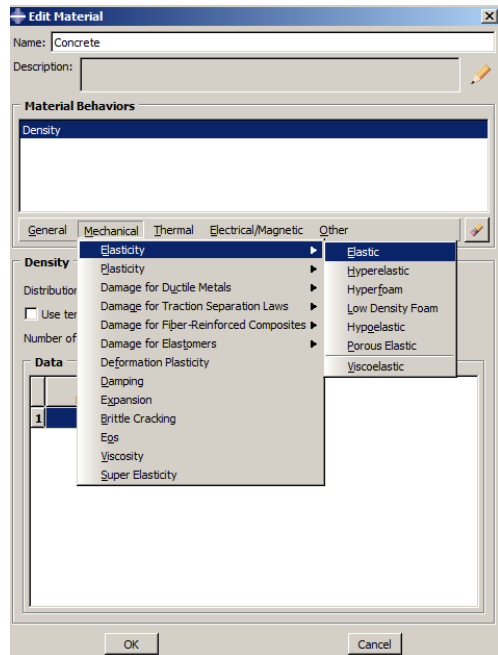 Edit Material
Name: Concrete
Description:
Material Behaviors
Density
General Mechanical Thermal Electrical/Magnetic Other
Elasticity
Plasticity
Damage for Ductile Metals
Damage for Traction Separation Laws
Damage for Fiber-Reinforced Composites
Damage for Elastomers
Deformation Plasticity
Damping
Expansion
Brittle Cracking
Eos
Viscosity
Super Elasticity
Elastic
Hyperelastic
Hyperfoam
Low Density Foam
Hypoelastic
Porous Elastic
Viscoelastic
Density
Distribution
Use
Number of
Data
1
OK Cancel